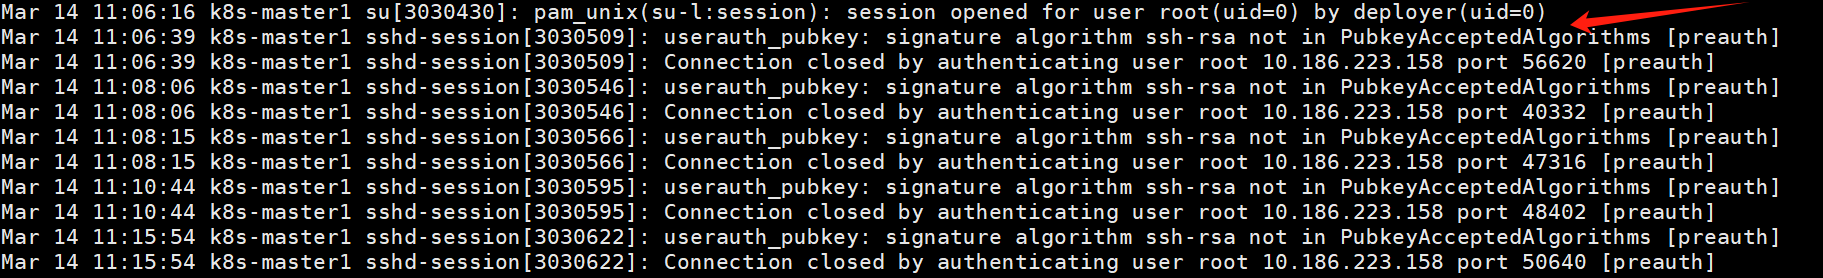 Mar 14 11:06:16 k8s-master1 su[3030430]: pam_unix(su-l:session): session opened for user root(uid=0) by deployer(uid=0)
Mar 14 11:06:39 k8s-master1 sshd-session[3030509]: userauth_pubkey: signature algorithm ssh-rsa not in PubkeyAcceptedAlgorithms [preauth]
Mar 14 11:06:39 k8s-master1 sshd-session[3030509]: Connection closed by authenticating user root 10.186.223.158 port 56620 [preauth]
Mar 14 11:08:06 k8s-master1 sshd-session[3030546]: userauth_pubkey: signature algorithm ssh-rsa not in PubkeyAcceptedAlgorithms [preauth]
Mar 14 11:08:06 k8s-master1 sshd-session[3030546]: Connection closed by authenticating user root 10.186.223.158 port 40332 [preauth]
Mar 14 11:08:15 k8s-master1 sshd-session[3030566]: userauth_pubkey: signature algorithm ssh-rsa not in PubkeyAcceptedAlgorithms [preauth]
Mar 14 11:08:15 k8s-master1 sshd-session[3030566]: Connection closed by authenticating user root 10.186.223.158 port 47316 [preauth]
Mar 14 11:10:44 k8s-master1 sshd-session[3030595]: userauth_pubkey: signature algorithm ssh-rsa not in PubkeyAcceptedAlgorithms [preauth]
Mar 14 11:10:44 k8s-master1 sshd-session[3030595]: Connection closed by authenticating user root 10.186.223.158 port 48402 [preauth]
Mar 14 11:15:54 k8s-master1 sshd-session[3030622]: userauth_pubkey: signature algorithm ssh-rsa not in PubkeyAcceptedAlgorithms [preauth]
Mar 14 11:15:54 k8s-master1 sshd-session[3030622]: Connection closed by authenticating user root 10.186.223.158 port 50640 [preauth]